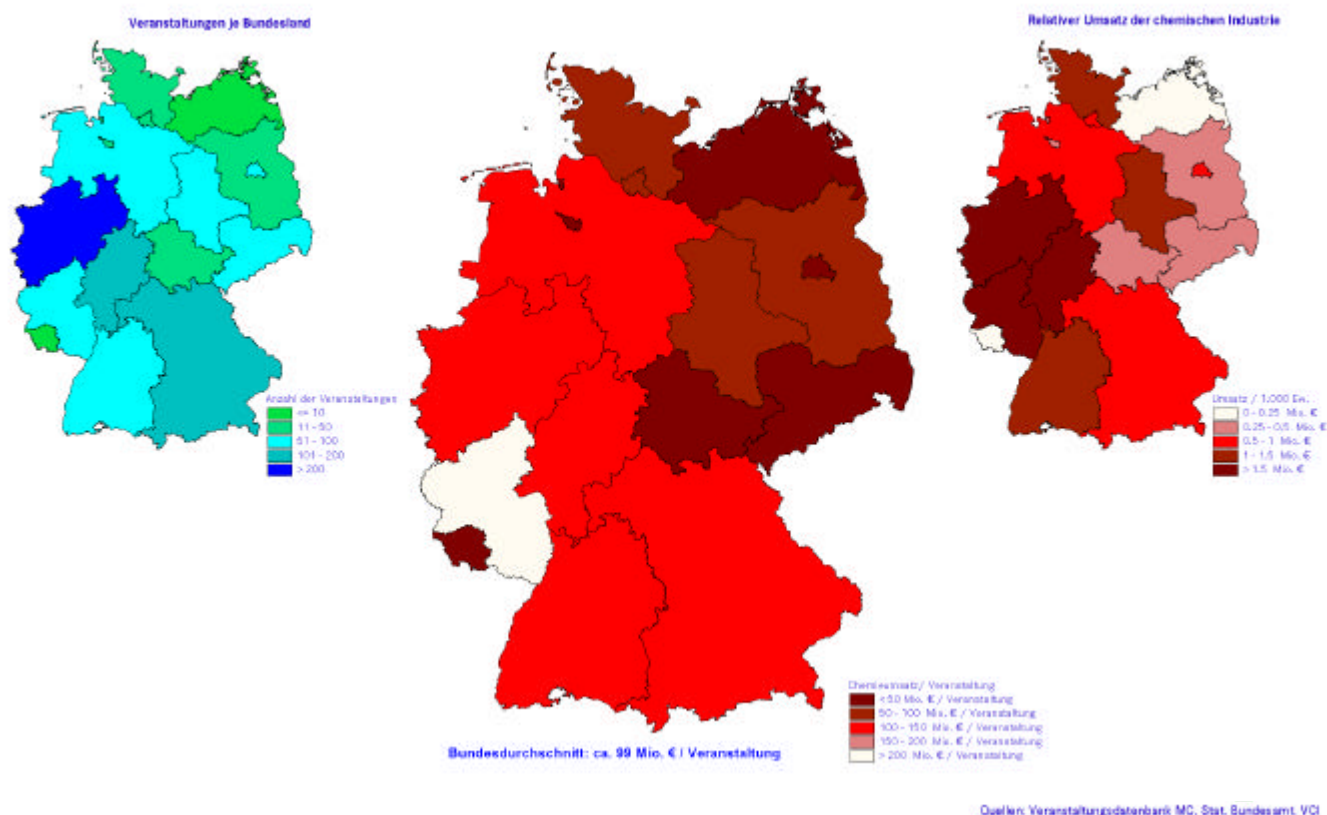 Veranstaltungen je Bundesland
Relativer Umsatz der chemischen Industrie
Anzahl der Veranstaltungen
<= 10
11 - 50
51 - 100
101 - 200
> 200
Umsatz / 1.000 Ew.
0 - 0.25 Mio. €
0.25 - 0.5 Mio. €
0.5 - 1 Mio. €
1 - 1.5 Mio. €
> 1.5 Mio. €
Chemieumsatz / Veranstaltung
< 50 Mio. € / Veranstaltung
50 - 100 Mio. € / Veranstaltung
100 - 150 Mio. € / Veranstaltung
150 - 200 Mio. € / Veranstaltung
> 200 Mio. € / Veranstaltung
Bundesdurchschnitt: ca. 99 Mio. € / Veranstaltung
Quellen: Veranstaltungsdatenbank MC, Stat. Bundesamt, VCI